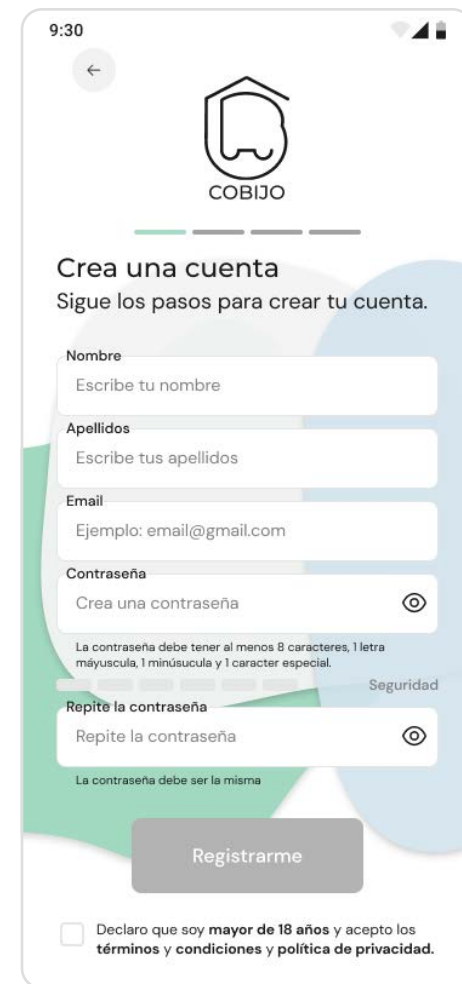 9:30
COBIJO
Crea una cuenta
Sigue los pasos para crear tu cuenta.
Nombre
Escribe tu nombre
Apellidos
Escribe tus apellidos
Email
Ejemplo: email@gmail.com
Contraseña
Crea una contraseña
La contraseña debe tener al menos 8 caracteres, 1 letra
máyuscula, 1 minúsucula y 1 caracter especial.
Seguridad
Repite la contraseña
Repite la contraseña
La contraseña debe ser la misma
Registrarme
Declaro que soy mayor de 18 años y acepto los
términos y condiciones y política de privacidad.